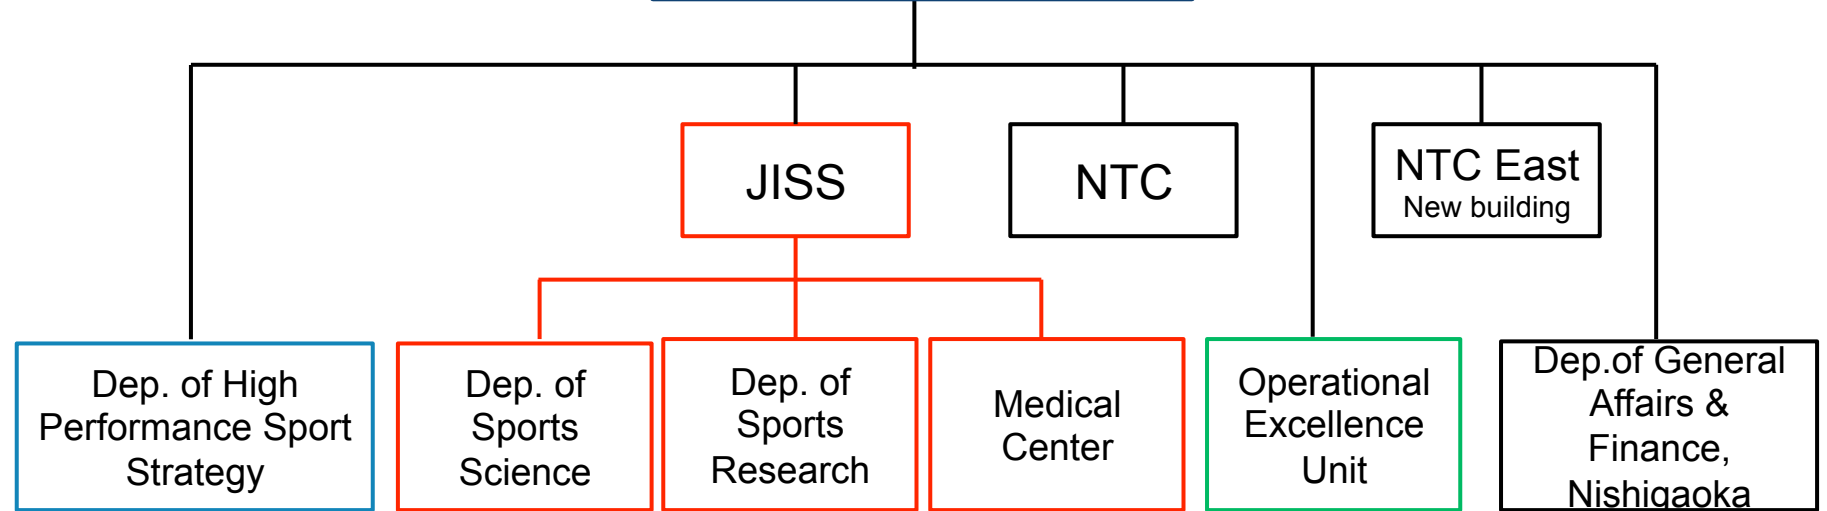 JISS
NTC
NTC East
New building
Dep. of High
Performance Sport
Strategy
Dep. of
Sports
Science
Dep. of
Sports
Research
Medical
Center
Operational
Excellence
Unit
Dep.of General
Affairs &
Finance,
Nishigaoka